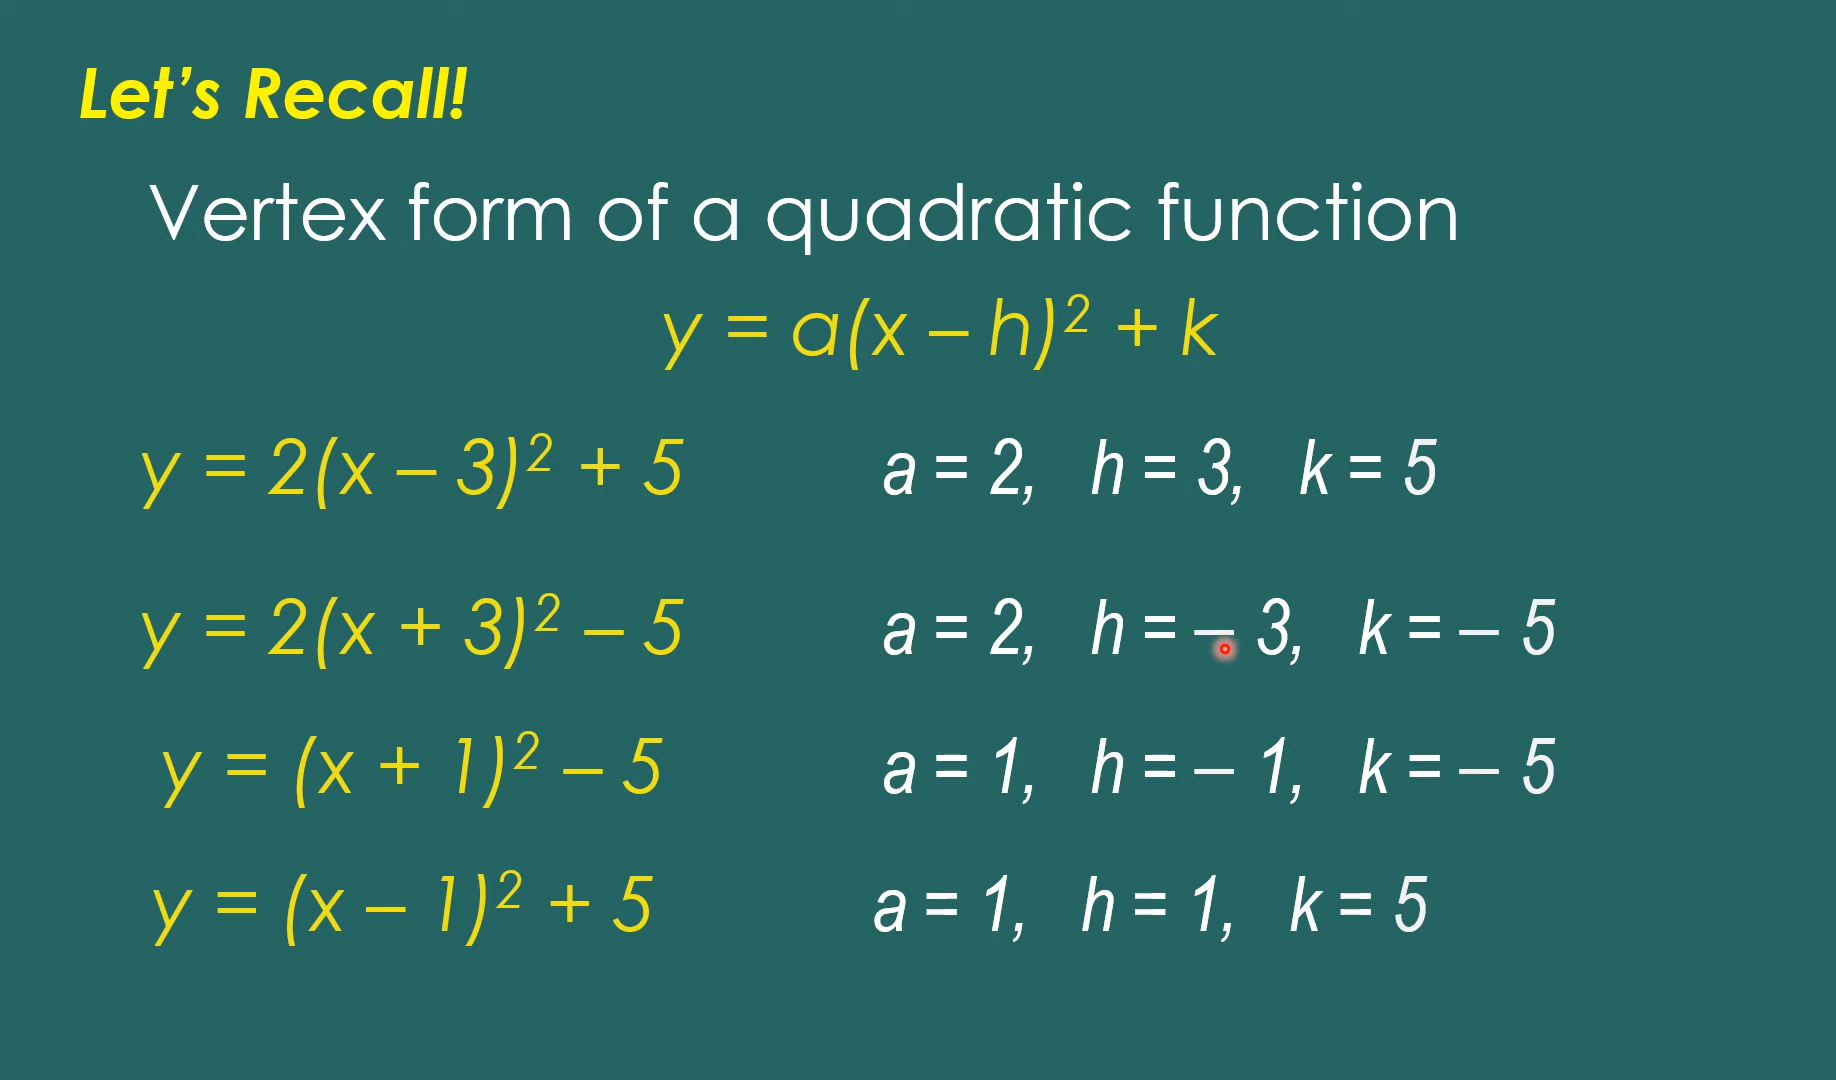 Let’s Recall!
Vertex form of a quadratic function
y = a(x – h)² + k
y = 2(x – 3)² + 5 a = 2, h = 3, k = 5
y = 2(x + 3)² – 5 a = 2, h = – 3, k = – 5
y = (x + 1)² – 5 a = 1, h = – 1, k = – 5
y = (x – 1)² + 5 a = 1, h = 1, k = 5